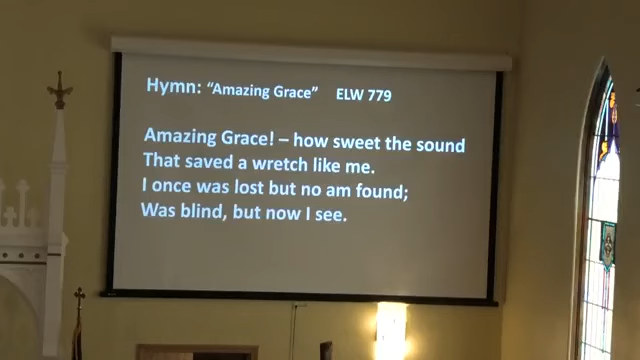 Hymn: “Amazing Grace” ELW 779
Amazing Grace! – how sweet the sound
That saved a wretch like me.
I once was lost but no am found;
Was blind, but now I see.